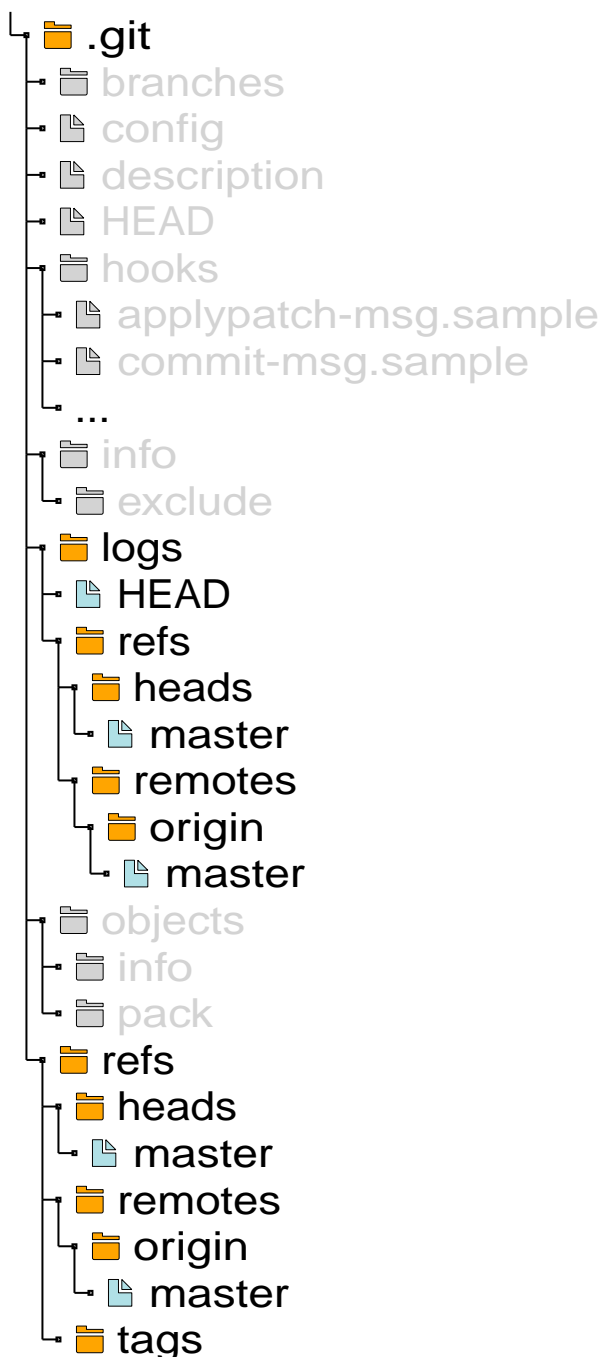 .git
branches
config
description
HEAD
hooks
applypatch-msg.sample
commit-msg.sample
...
info
exclude
logs
HEAD
refs
heads
master
remotes
origin
master
objects
info
pack
refs
heads
master
remotes
origin
master
tags